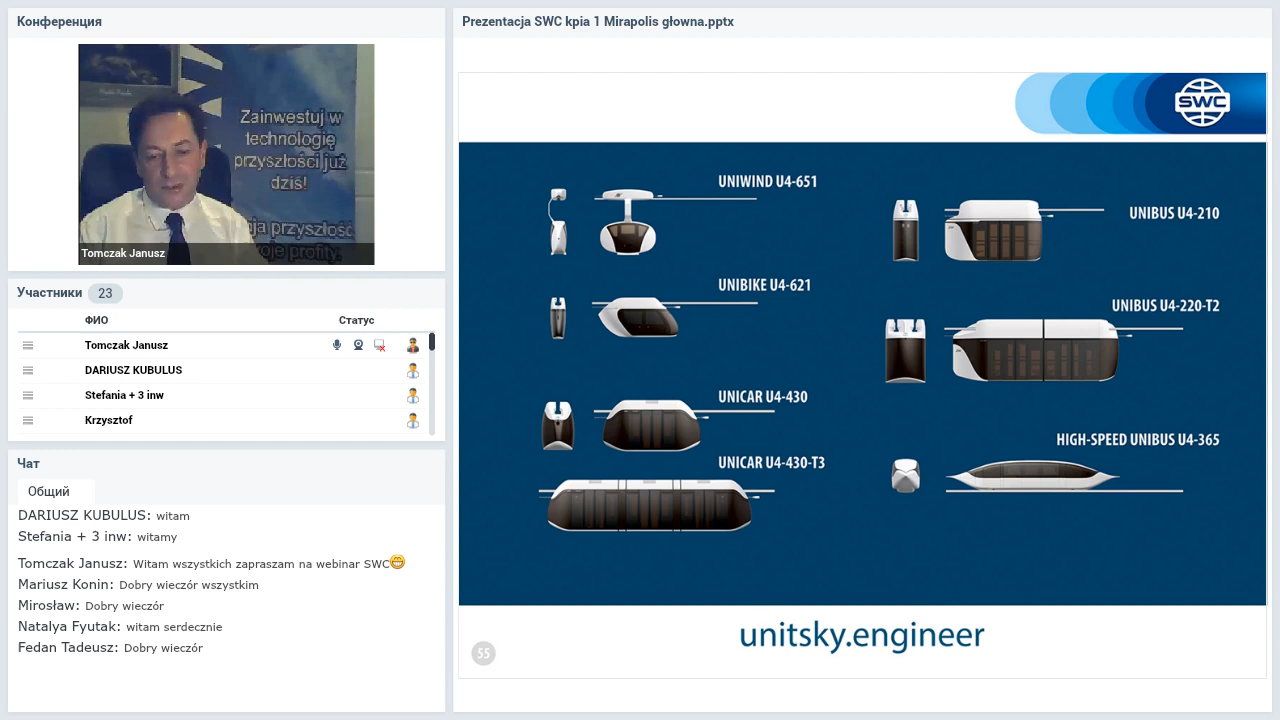 Конференция
Zainwestuj w
technologię
przyszłości już
dziś!
przyszłość
profity
Tomczak Janusz
Участники 23
ФИО Статус
Tomczak Janusz
DARIUSZ KUBULUS
Stefania + 3 inw
Krzysztof
Чат
Общий
DARIUSZ KUBULUS: witam
Stefania + 3 inw: witamy
Tomczak Janusz: Witam wszystkich zapraszam na webinar SWC
Mariusz Konin: Dobry wieczór wszystkim
Mirosław: Dobry wieczór
Natalya Fyutak: witam serdecznie
Fedan Tadeusz: Dobry wieczór
Prezentacja SWC kpia 1 Mirapolis głowna.pptx
SWC
UNIWIND U4-651
UNIBUS U4-210
UNIBIKE U4-621
UNIBUS U4-220-T2
UNICAR U4-430
HIGH-SPEED UNIBUS U4-365
UNICAR U4-430-T3
unitsky.engineer
55